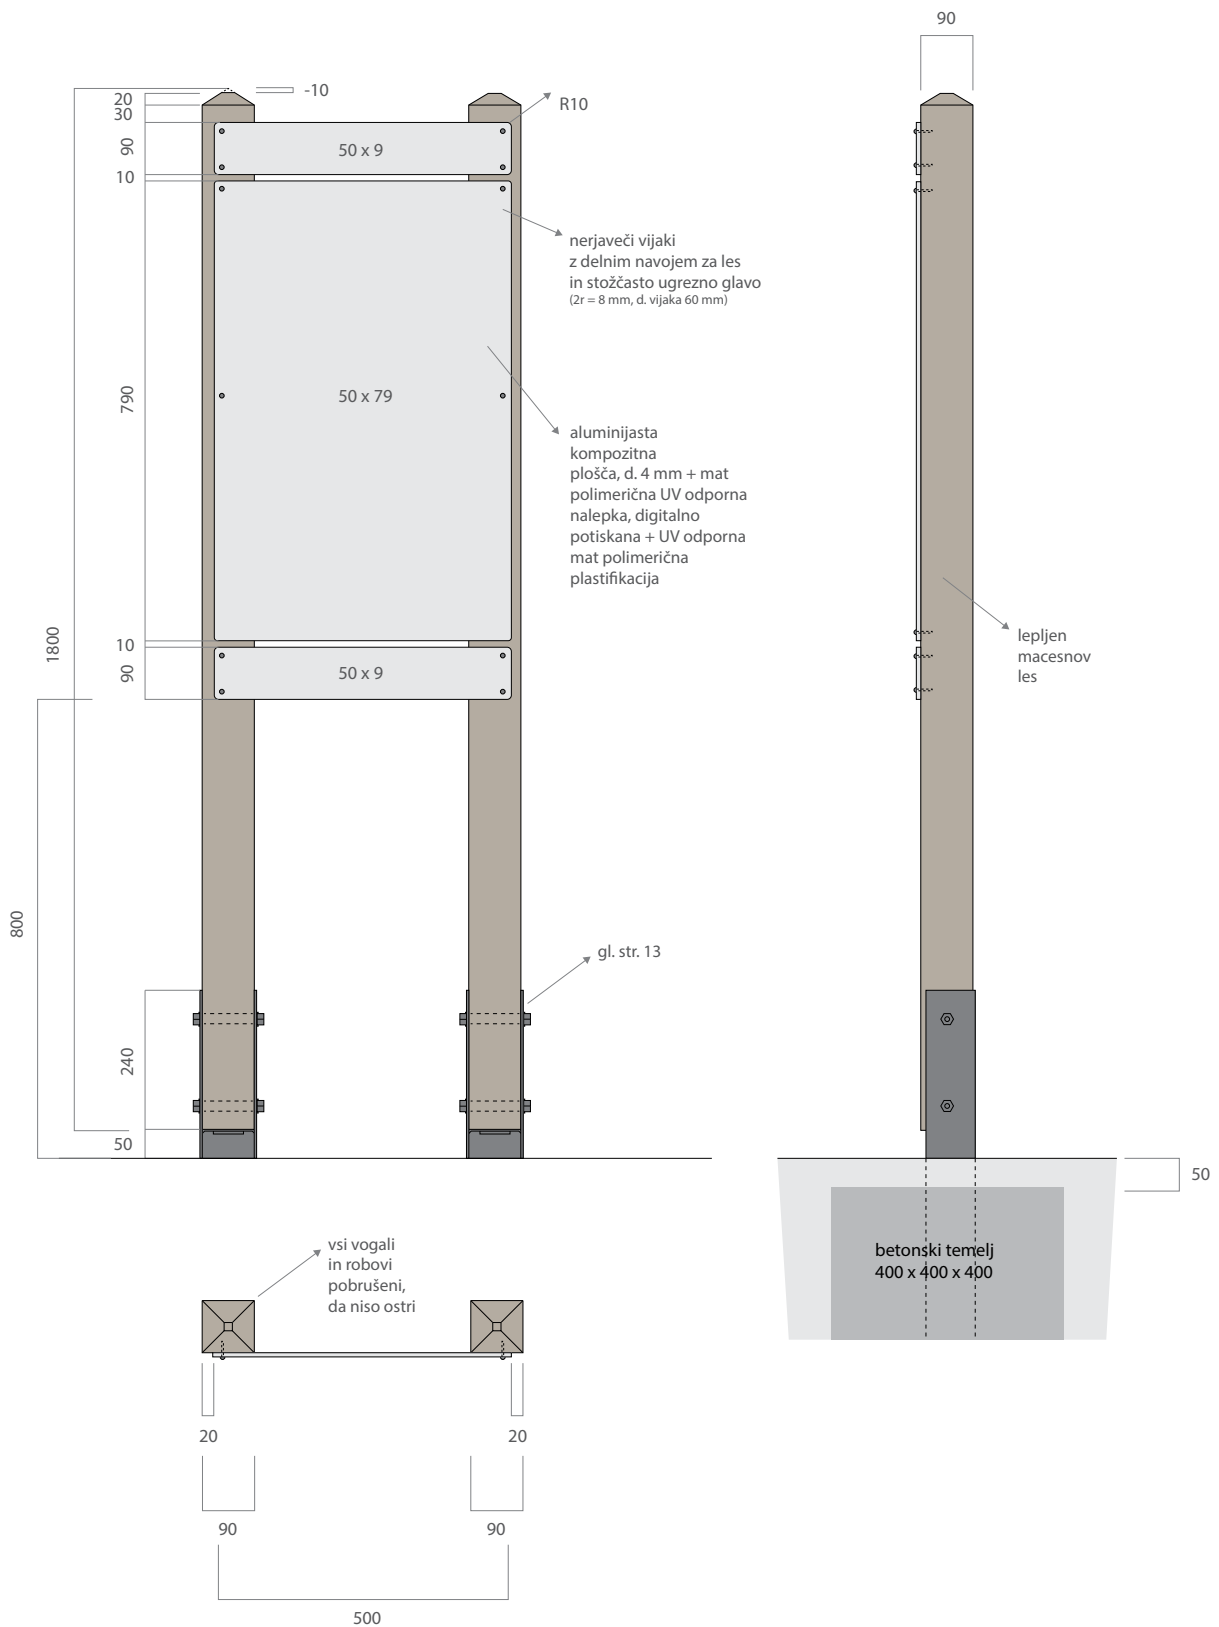 90
-10
20
30
R10
90
50 x 9
10
nerjaveči vijaki
z delnim navojem za les
in stožčasto ugrezno glavo
(2r = 8 mm, d. vijaka 60 mm)
790
50 x 79
aluminijasta
kompozitna
plošča, d. 4 mm + mat
polimerična UV odporna
nalepka, digitalno
potiskana + UV odporna
mat polimerična
plastifikacija
1800
10
90
50 x 9
lepljen
macesnov
les
800
gl. str. 13
240
50
50
betonski temelj
400 x 400 x 400
vsi vogali
in robovi
pobrušeni,
da niso ostri
20
20
90
90
500